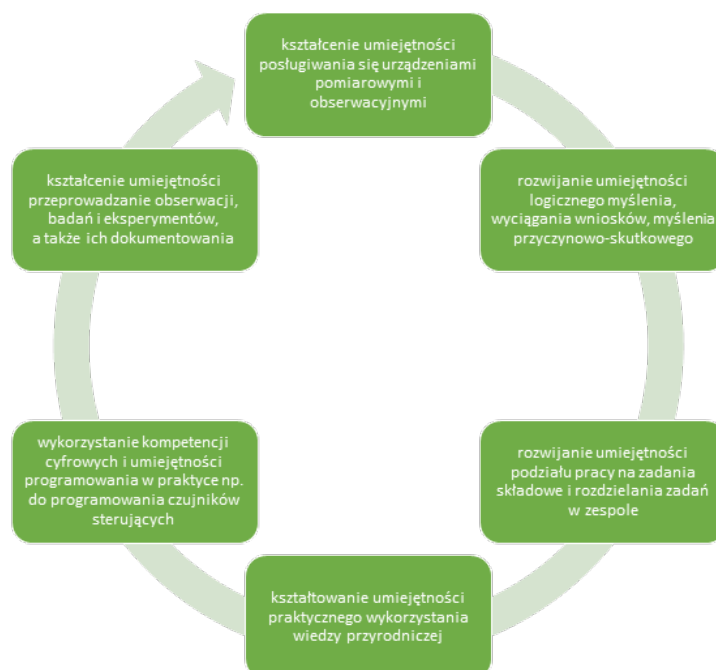 kształcenie umiejętności
posługiwania się urządzeniami
pomiarowymi i
obserwacyjnymi
rozwijanie umiejętności
logicznego myślenia,
wyciągania wniosków, myślenia
przyczynowo-skutkowego
rozwijanie umiejętności
podziału pracy na zadania
składowe i rozdzielania zadań
w zespole
kształtowanie umiejętności
praktycznego wykorzystania
wiedzy przyrodniczej
wykorzystanie kompetencji
cyfrowych i umiejętności
programowania w praktyce np.
do programowania czujników
sterujących
kształcenie umiejętności
przeprowadzanie obserwacji,
badań i eksperymentów,
a także ich dokumentowania